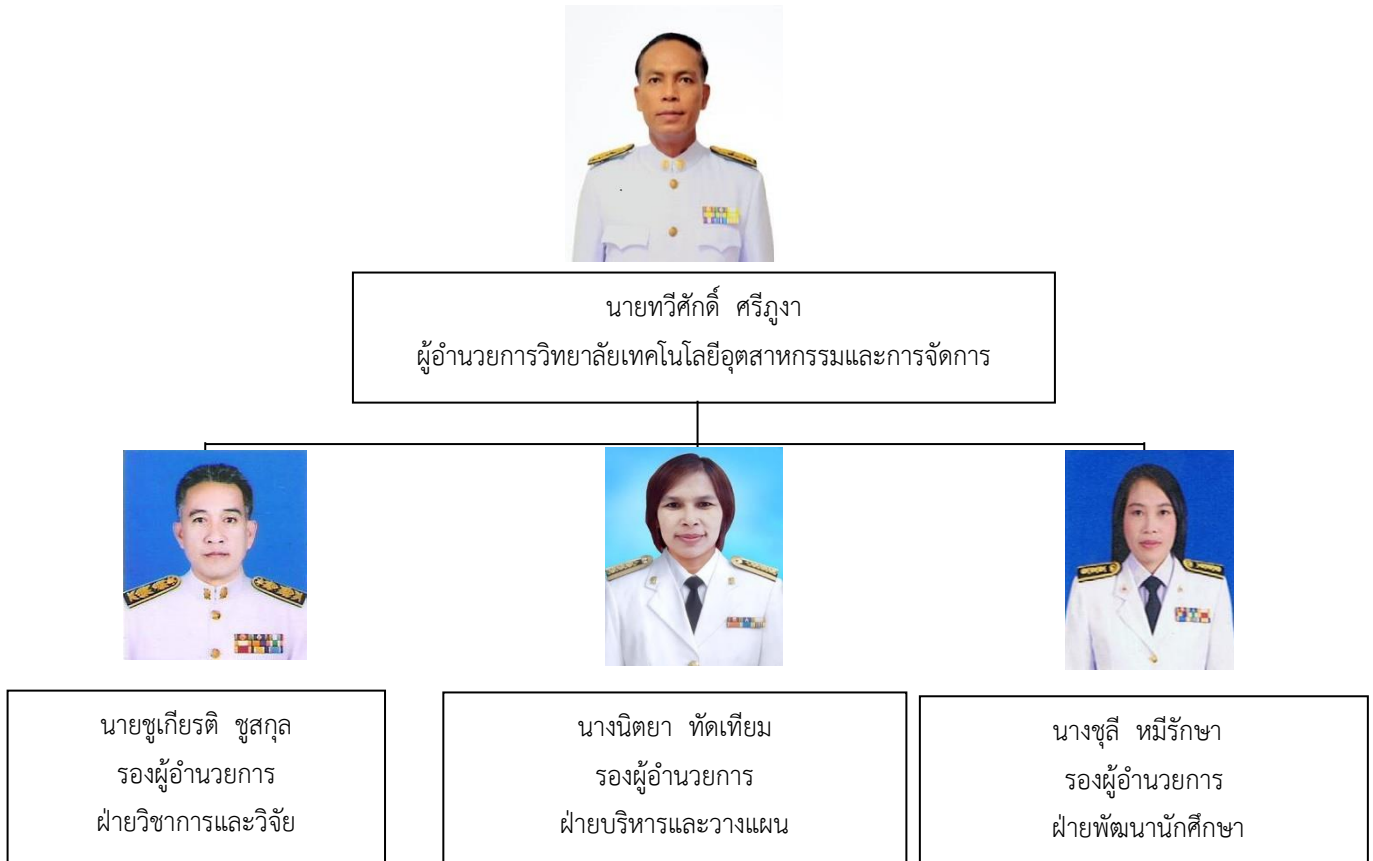 นายทวีศักดิ์ ศรีภูงา
ผู้อำนวยการวิทยาลัยเทคโนโลยีอุตสาหกรรมและการจัดการ
นายชูเกียรติ ชูสกุล
รองผู้อำนวยการ
ฝ่ายวิชาการและวิจัย
นางนิตยา ทัดเทียม
รองผู้อำนวยการ
ฝ่ายบริหารและวางแผน
นางชุลี หมีรักษา
รองผู้อำนวยการ
ฝ่ายพัฒนานักศึกษา